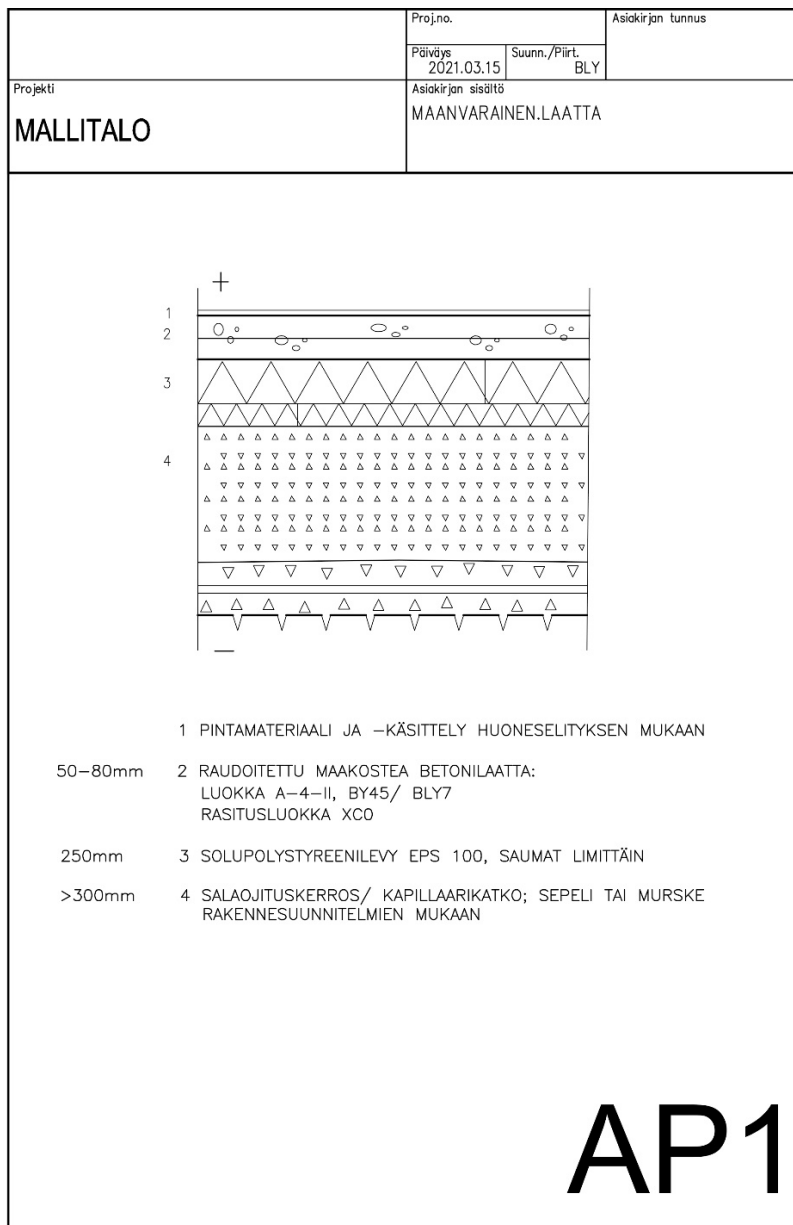 Proj.no.
Asiakirjan tunnus
Päiväys
2021.03.15
Suunn./Piirt.
BLY
Projekti
MALLITALO
Asiakirjan sisältö
MAANVARAINEN.LAATTA
+
1
2
3
4
—
1 PINTAMATERIAALI JA -KÄSITTELY HUONESELITYKSEN MUKAAN
50-80mm 2 RAUDOITETTU MAAKOSTEA BETONILAATTA:
LUOKKA A-4-II, BY45/ BLY7
RASITUSLUOKKA XC0
250mm 3 SOLUPOLYSTYREENILEVY EPS 100, SAUMAT LIMITTÄIN
>300mm 4 SALAOJITUSKERROS/ KAPILLAARIKATKO; SEPELI TAI MURSKE
RAKENNESUUNNITELMIEN MUKAAN
AP1